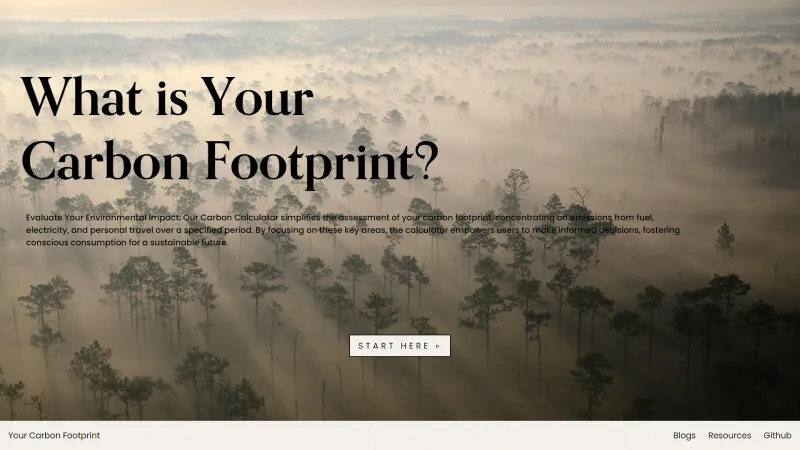 What is Your
Carbon Footprint?
Evaluate Your Environmental Impact: Our Carbon Calculator simplifies the assessment of your carbon footprint, concentrating on emissions from fuel,
electricity, and personal travel over a specified period. By focusing on these key areas, the calculator empowers users to make informed decisions, fostering
conscious consumption for a sustainable future.
START HERE »
Your Carbon Footprint
Blogs Resources Github